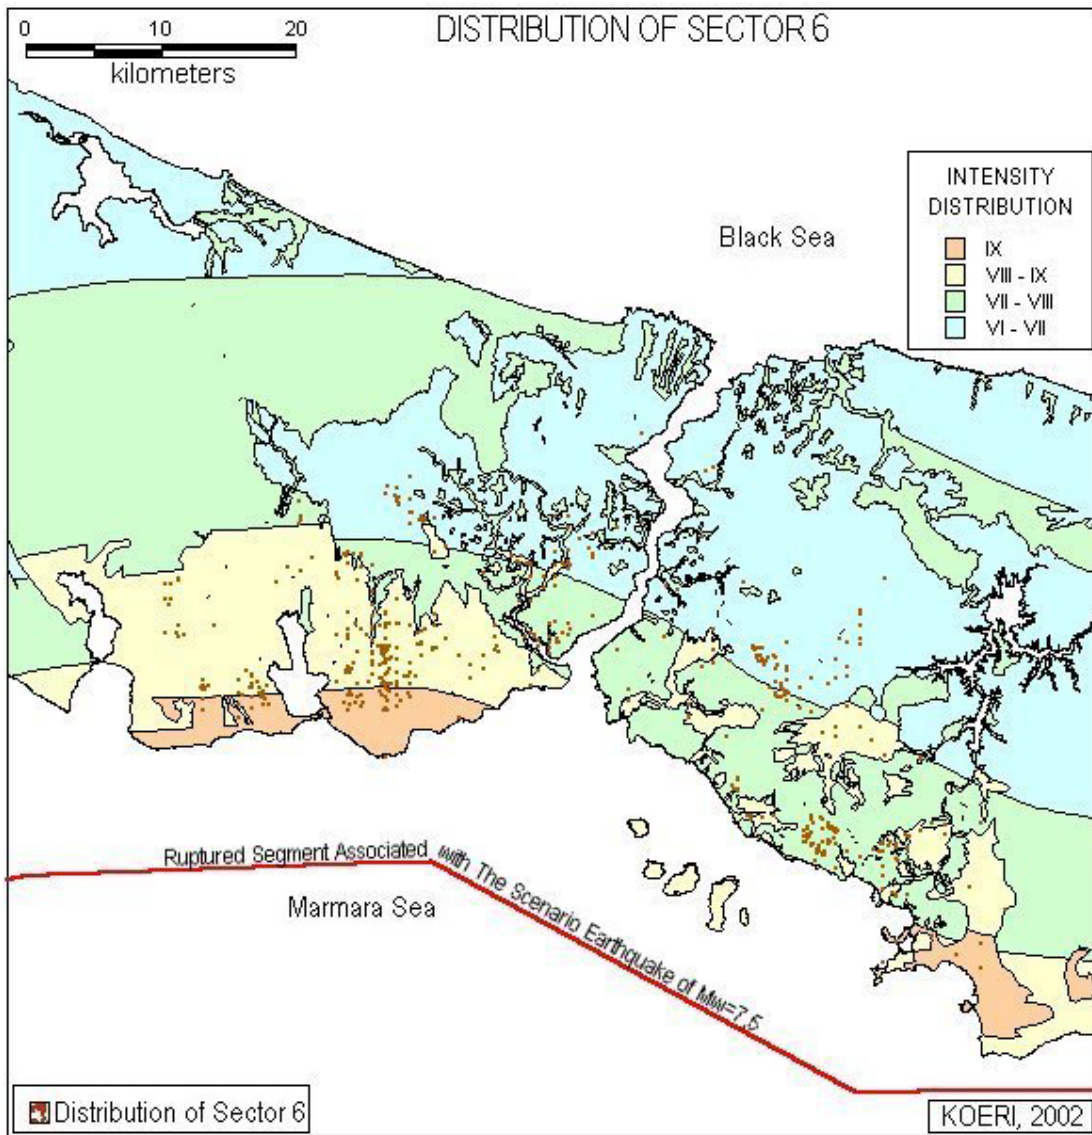 DISTRIBUTION OF SECTOR 6
0 10 20
kilometers
INTENSITY
DISTRIBUTION
IX
VIII - IX
VII - VIII
VI - VII
Black Sea
Ruptured Segment Associated with The Scenario Earthquake of Mw=7.5
Marmara Sea
Distribution of Sector 6
KOERI, 2002